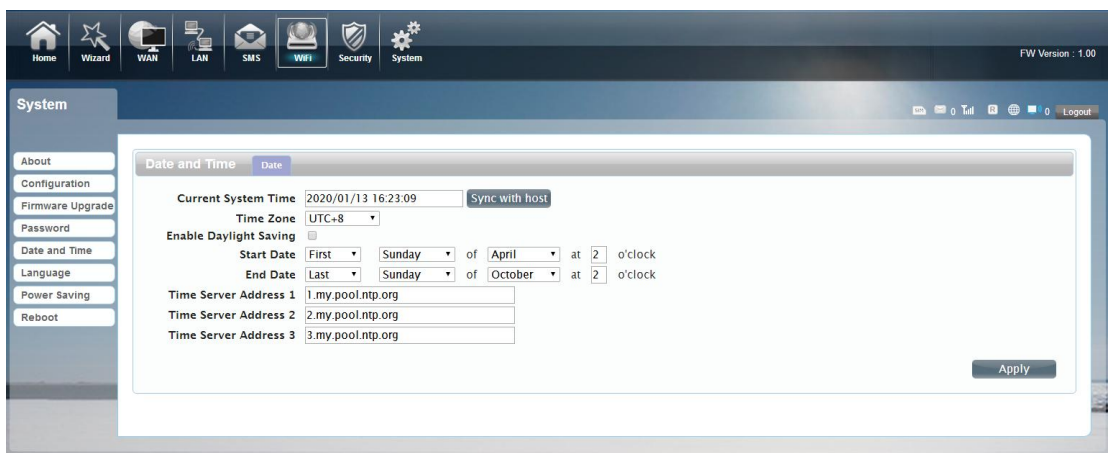 Home Wizard WAN LAN SMS WiFi Security System
FW Version : 1.00
System
0 0 Logout
About
Configuration
Firmware Upgrade
Password
Date and Time
Language
Power Saving
Reboot
Date and Time Date
Current System Time 2020/01/13 16:23:09 Sync with host
Time Zone UTC+8
Enable Daylight Saving
Start Date First Sunday of April at 2 o'clock
End Date Last Sunday of October at 2 o'clock
Time Server Address 1 1.my.pool.ntp.org
Time Server Address 2 2.my.pool.ntp.org
Time Server Address 3 3.my.pool.ntp.org
Apply